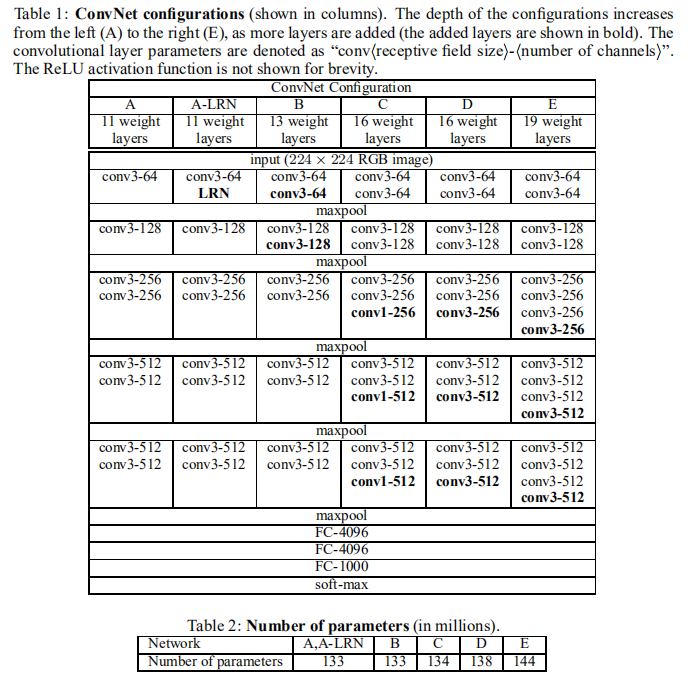 Table 1: ConvNet configurations (shown in columns). The depth of the configurations increases
from the left (A) to the right (E), as more layers are added (the added layers are shown in bold). The
convolutional layer parameters are denoted as “conv⟨receptive field size⟩-⟨number of channels⟩”.
The ReLU activation function is not shown for brevity.
ConvNet Configuration
A A-LRN B C D E
11 weight 11 weight 13 weight 16 weight 16 weight 19 weight
layers layers layers layers layers layers
input (224 × 224 RGB image)
conv3-64 conv3-64 conv3-64 conv3-64 conv3-64 conv3-64
LRN conv3-64 conv3-64 conv3-64 conv3-64
maxpool
conv3-128 conv3-128 conv3-128 conv3-128 conv3-128 conv3-128
conv3-128 conv3-128 conv3-128 conv3-128
maxpool
conv3-256 conv3-256 conv3-256 conv3-256 conv3-256 conv3-256
conv3-256 conv3-256 conv3-256 conv3-256 conv3-256 conv3-256
conv1-256 conv3-256 conv3-256
conv3-256
maxpool
conv3-512 conv3-512 conv3-512 conv3-512 conv3-512 conv3-512
conv3-512 conv3-512 conv3-512 conv3-512 conv3-512 conv3-512
conv1-512 conv3-512 conv3-512
conv3-512
maxpool
conv3-512 conv3-512 conv3-512 conv3-512 conv3-512 conv3-512
conv3-512 conv3-512 conv3-512 conv3-512 conv3-512 conv3-512
conv1-512 conv3-512 conv3-512
conv3-512
maxpool
FC-4096
FC-4096
FC-1000
soft-max
Table 2: Number of parameters (in millions).
Network A,A-LRN B C D E
Number of parameters 133 133 134 138 144